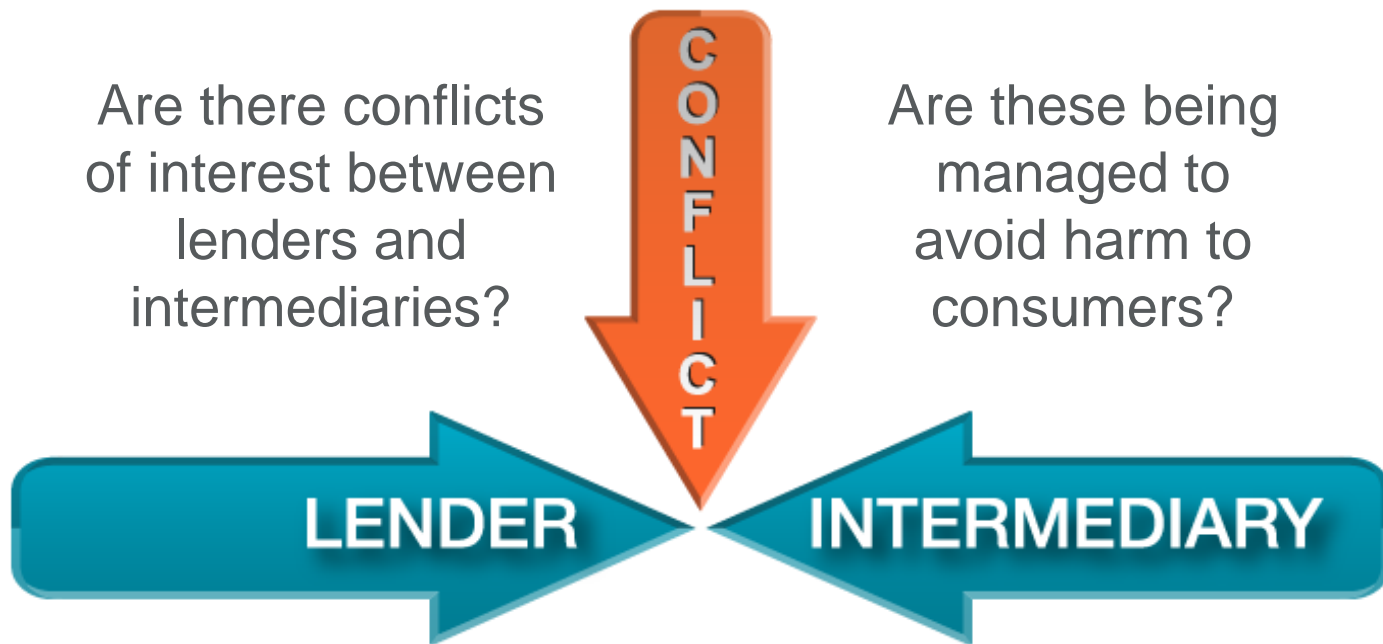 Are there conflicts
of interest between
lenders and
intermediaries?
CONFLICT
Are these being
managed to
avoid harm to
consumers?
LENDER
INTERMEDIARY